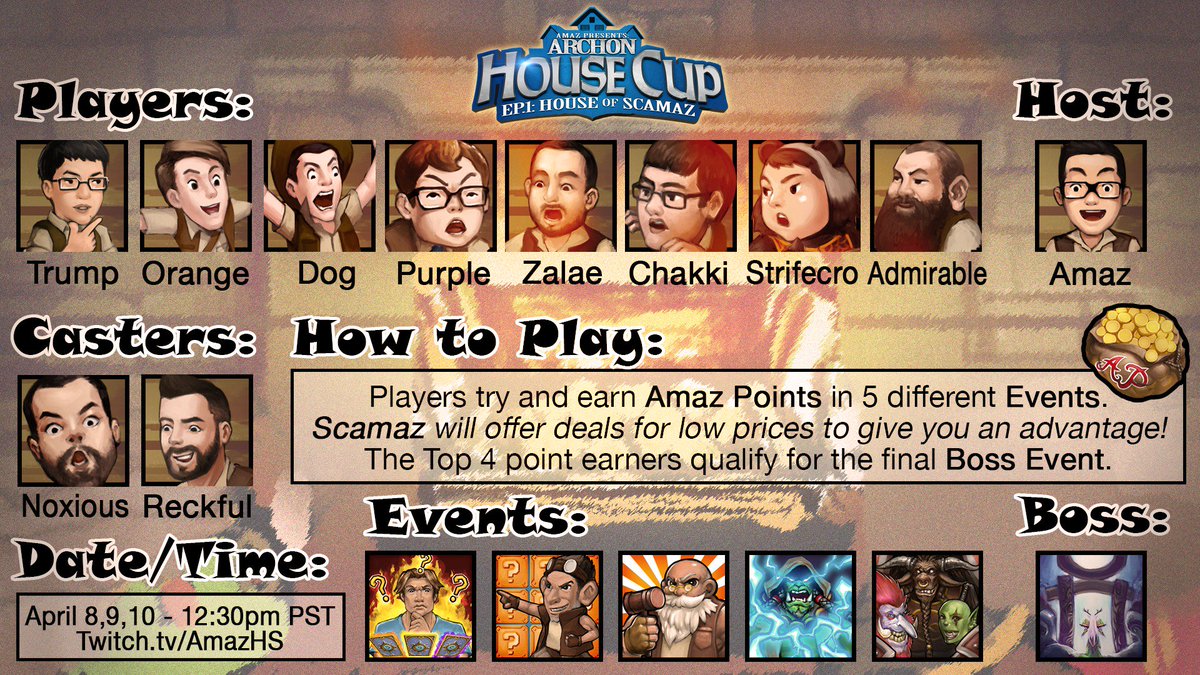 AMAZ PRESENTS:
ARCHON
HOUSE CUP
EP.1: HOUSE OF SCAMAZ
Players:
Host:
Trump Orange Dog Purple Zalae Chakki Strifecro Admirable Amaz
Casters:
Noxious Reckful
How to Play:
AP
Players try and earn Amaz Points in 5 different Events.
Scamaz will offer deals for low prices to give you an advantage!
The Top 4 point earners qualify for the final Boss Event.
Date/Time:
April 8,9,10 - 12:30pm PST
Twitch.tv/AmazHS
Events:
? ? ?
? ?
?
?
Boss: